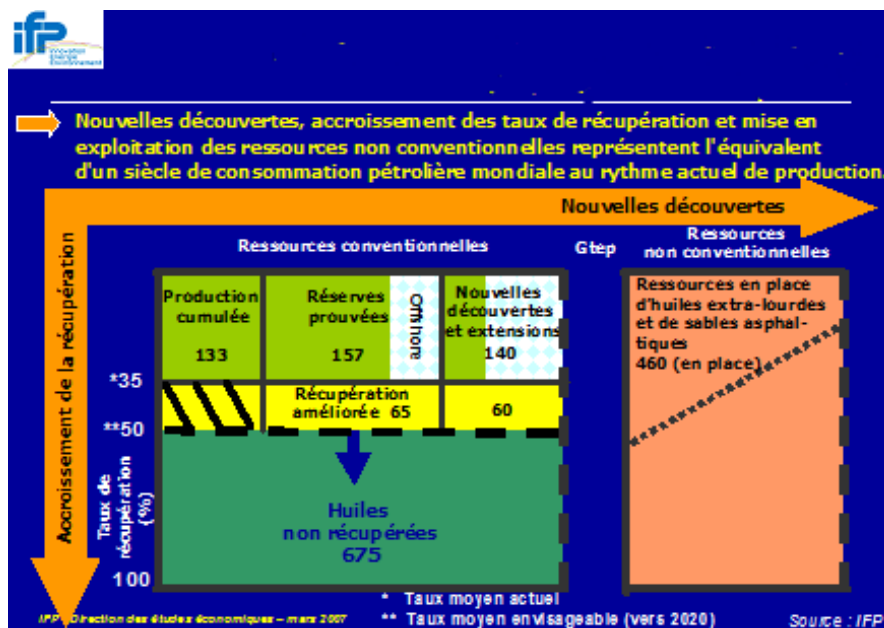 ifp
Innovation
Energie
Environnement
Nouvelles découvertes, accroissement des taux de récupération et mise en
exploitation des ressources non conventionnelles représentent l'équivalent
d'un siècle de consommation pétrolière mondiale au rythme actuel de production.
Nouvelles découvertes
Accroissement de la récupération
Ressources conventionnelles
Gtep
Ressources
non conventionnelles
Production
cumulée
133
Réserves
prouvées
157
Offshore
Nouvelles
découvertes
et extensions
140
Ressources en place
d'huiles extra-lourdes
et de sables asphal-
tiques
460 (en place)
*35
Récupération
améliorée 65
60
**50
Taux de
récupération
(%)
Huiles
non récupérées
675
100
* Taux moyen actuel
** Taux moyen envisageable (vers 2020)
IFP - Direction des études économiques – mars 2007
Source : IFP